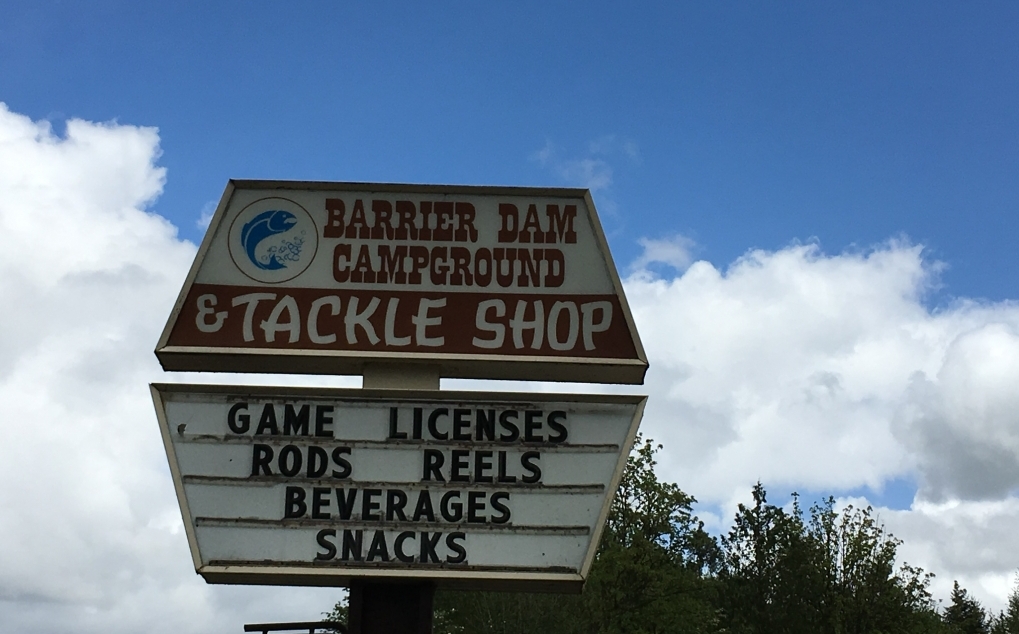 BARRIER DAM
CAMPGROUND
& TACKLE SHOP
GAME LICENSES
RODS REELS
BEVERAGES
SNACKS